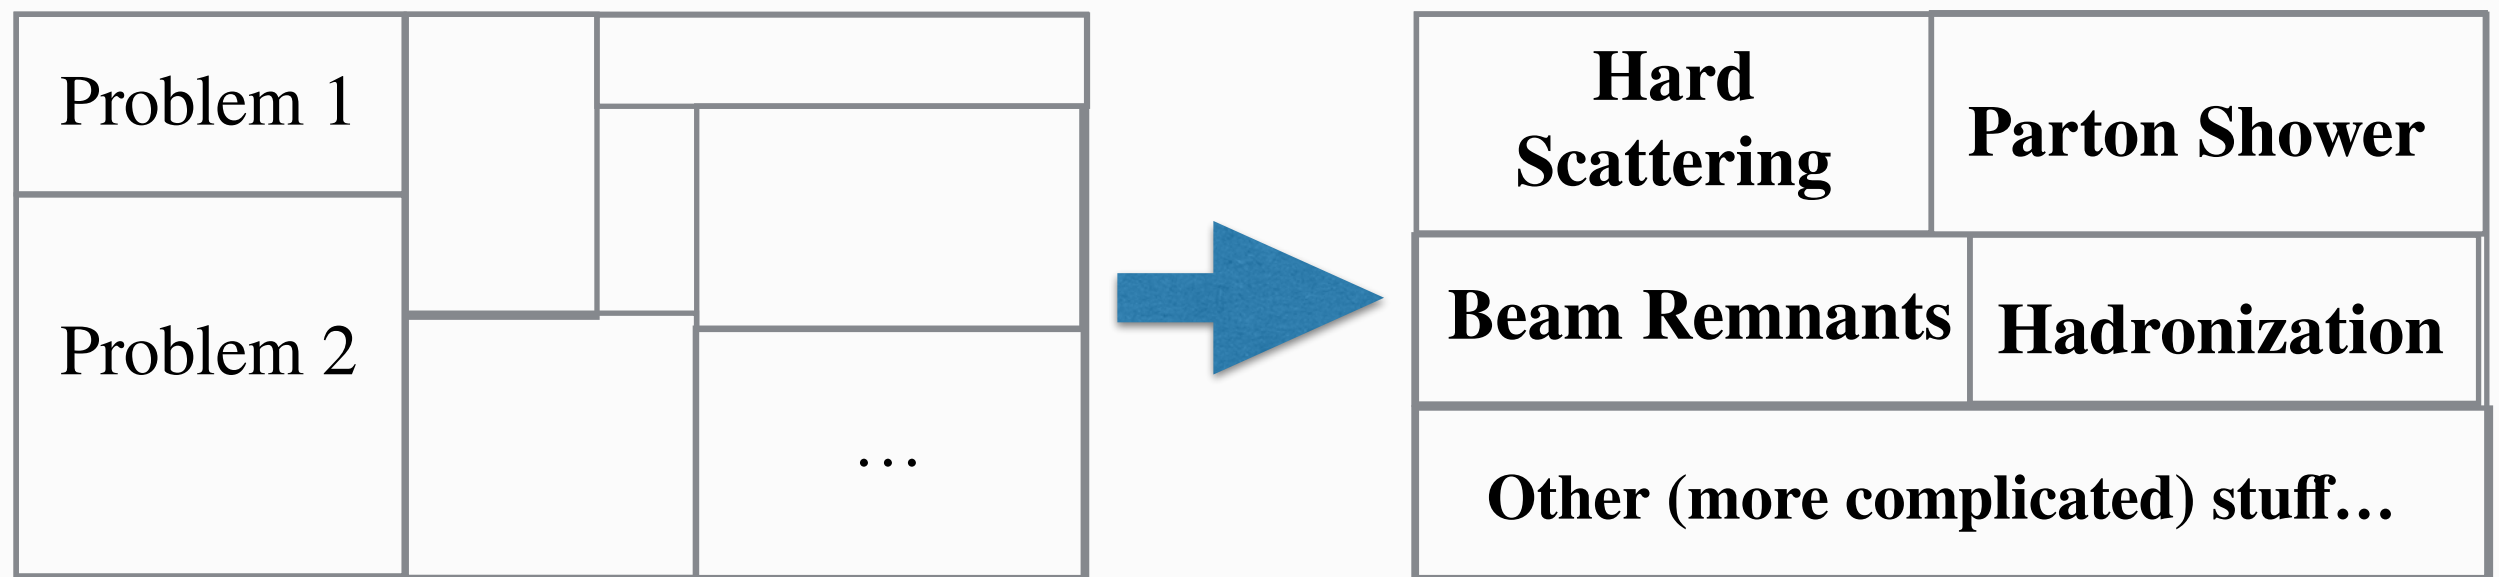 Problem 1
Problem 2
...
Hard
Scattering
Parton Shower
Beam Remnants
Hadronization
Other (more complicated) stuff....